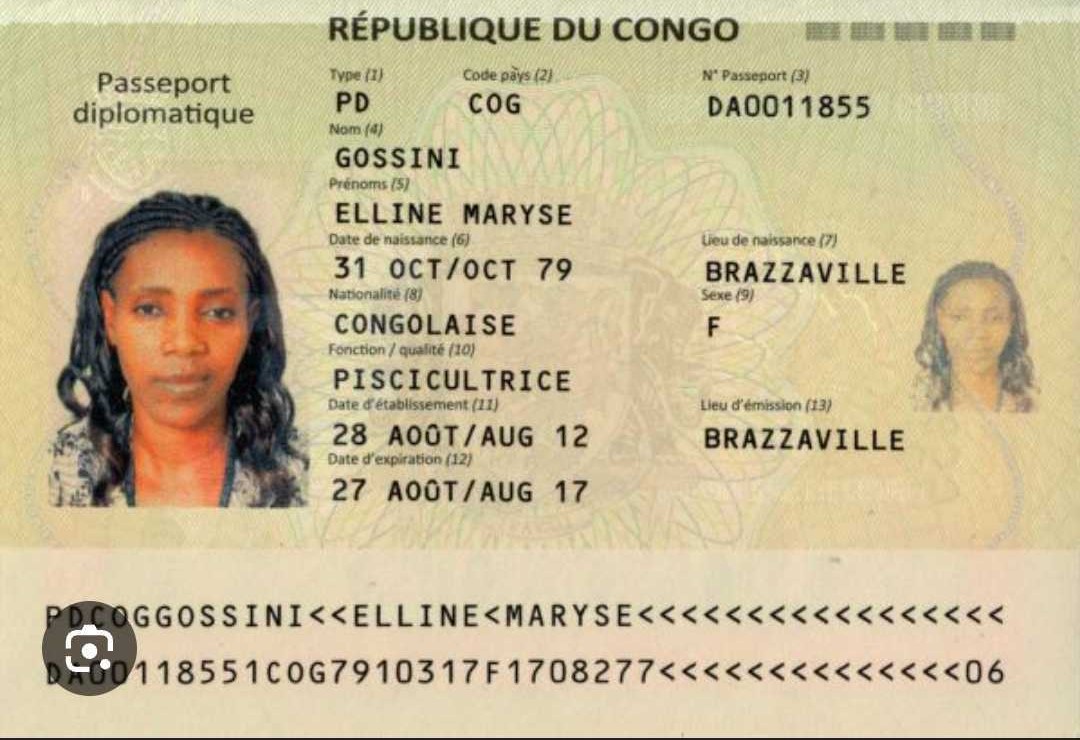 RÉPUBLIQUE DU CONGO
Passeport
diplomatique
Type (1) Code pays (2) N° Passeport (3)
PD COG DA0011855
Nom (4)
GOSSINI
Prénoms (5)
ELLINE MARYSE
Date de naissance (6) Lieu de naissance (7)
31 OCT/OCT 79 BRAZZAVILLE
Nationalité (8) Sexe (9)
CONGOLAISE F
Fonction / qualité (10)
PISCICULTRICE
Date d'établissement (11) Lieu d'émission (13)
28 AOÛT/AUG 12 BRAZZAVILLE
Date d'expiration (12)
27 AOÛT/AUG 17
PDCOGGOSSINI<<ELLINE<MARYSE<<<<<<<<<<<<<<<<<
DA00118551COG7910317F1708277<<<<<<<<<<<<<<06